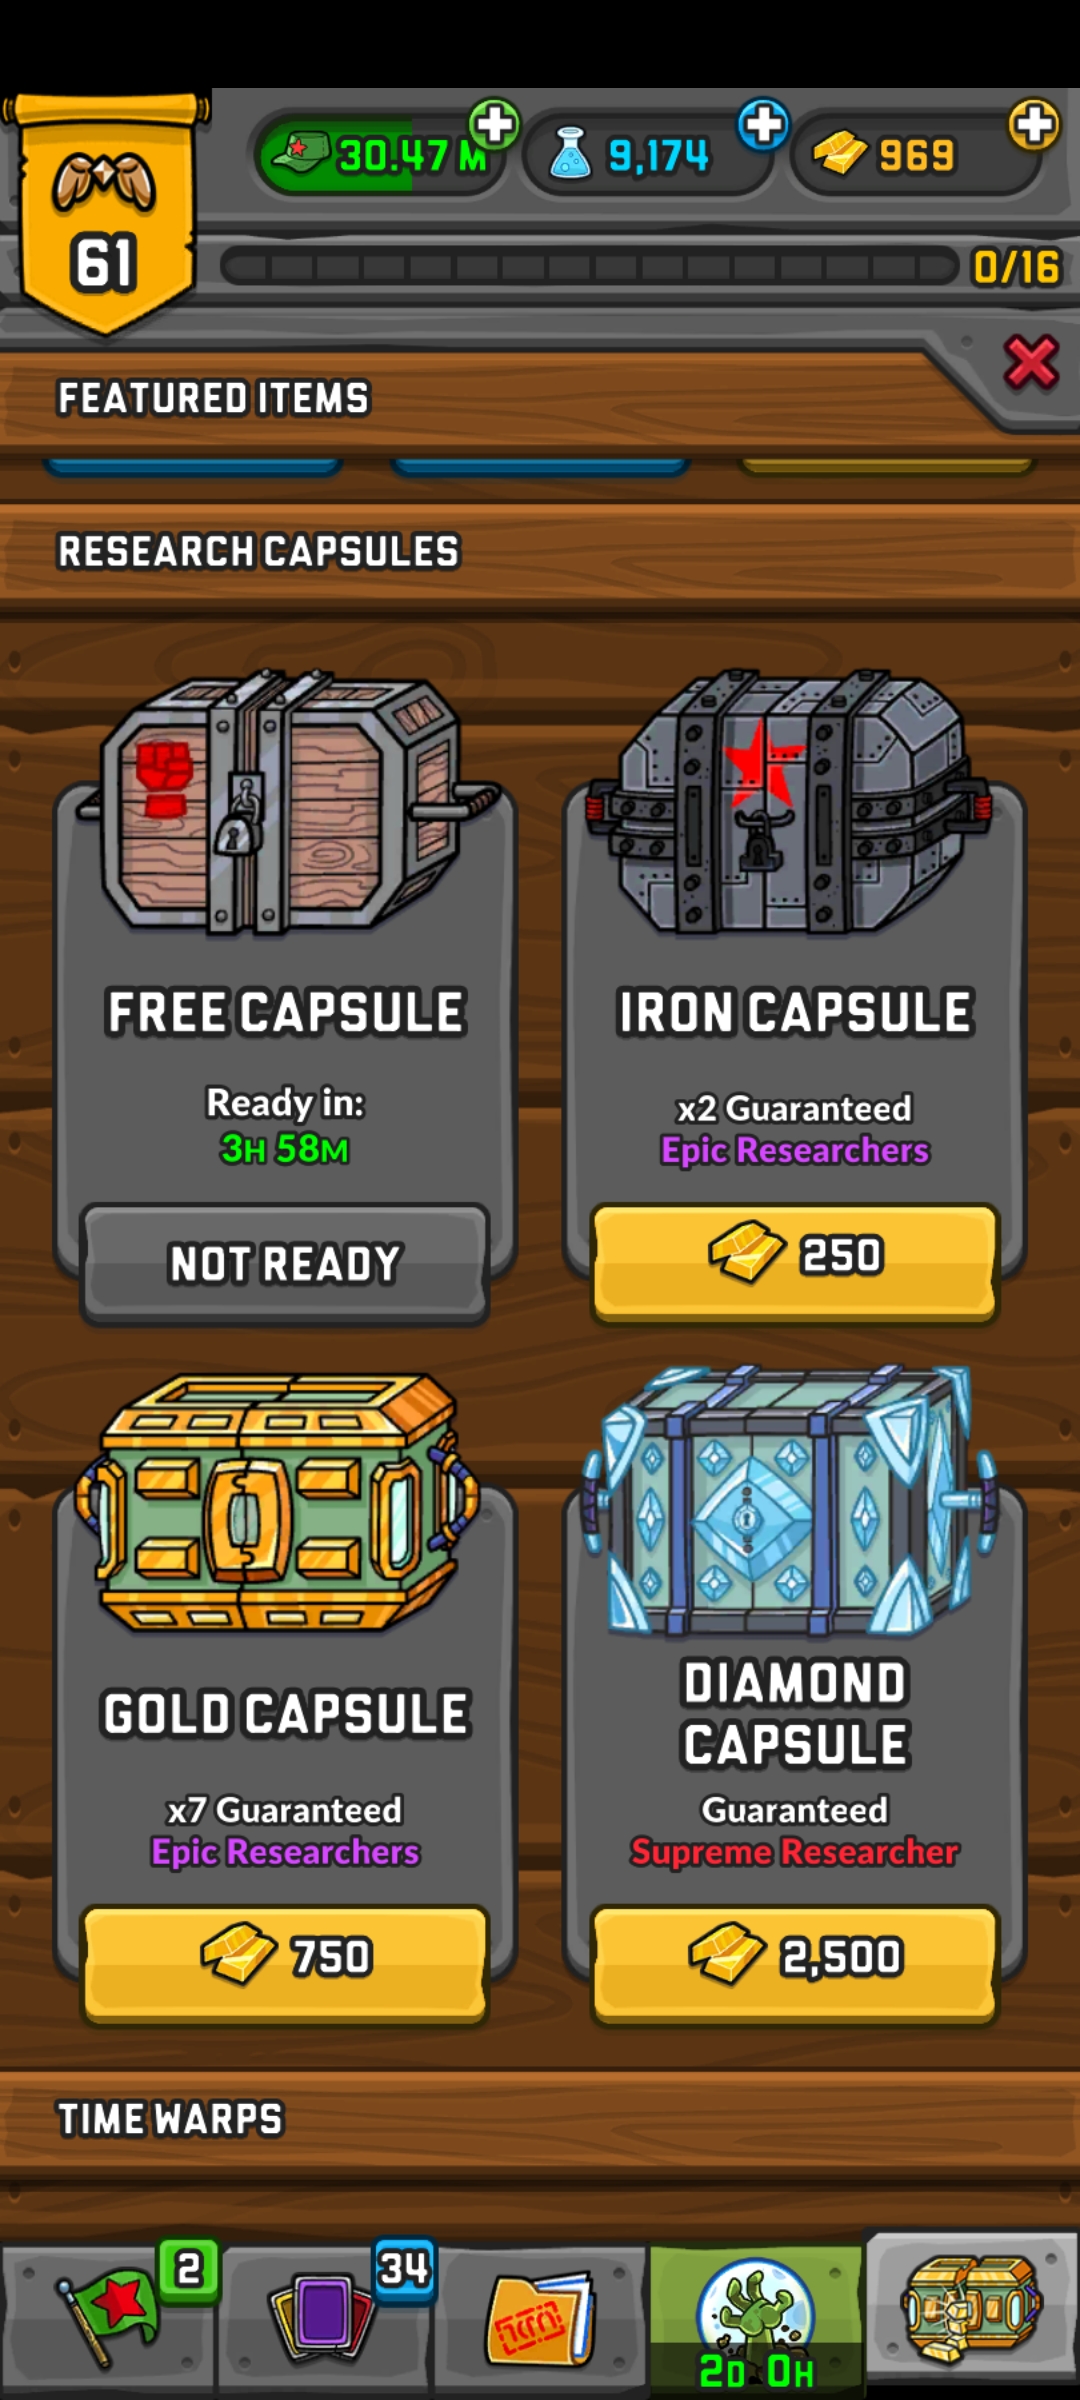 30.47 M
9,174
969
61
0/16
FEATURED ITEMS
RESEARCH CAPSULES
FREE CAPSULE
Ready in:
3H 58M
NOT READY
IRON CAPSULE
x2 Guaranteed
Epic Researchers
250
GOLD CAPSULE
x7 Guaranteed
Epic Researchers
750
DIAMOND
CAPSULE
Guaranteed
Supreme Researcher
2,500
TIME WARPS
2
34
2D 0H